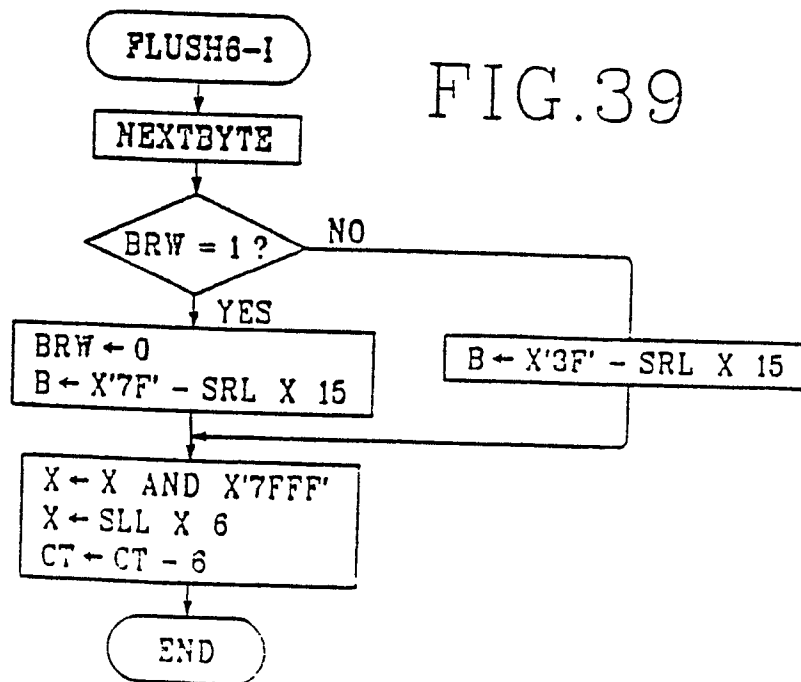 FLUSH6-I
FIG.39
NEXTBYTE
BRW = 1 ?
NO
YES
BRW ← 0
B ← X'7F' - SRL X 15
B ← X'3F' - SRL X 15
X ← X AND X'7FFF'
X ← SLL X 6
CT ← CT - 6
END